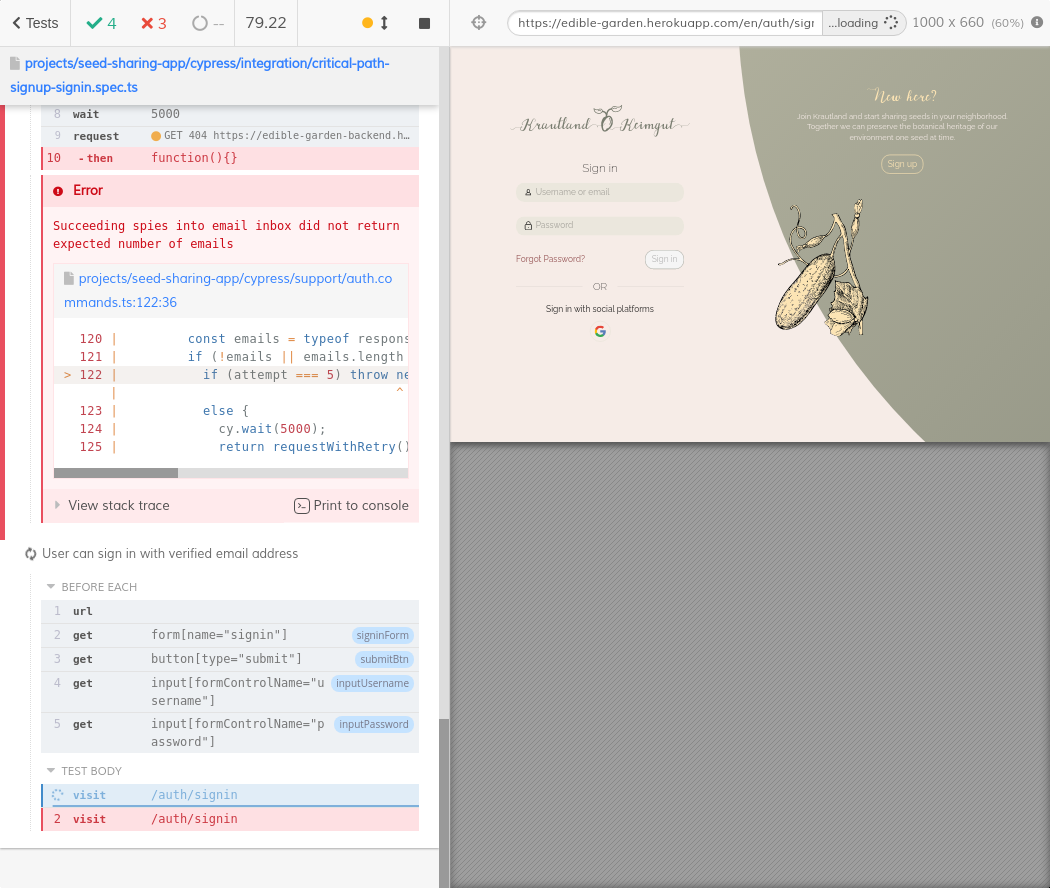 Tests
4
3
--
79.22
https://edible-garden.herokuapp.com/en/auth/sigr
...loading
1000 x 660 (60%)
projects/seed-sharing-app/cypress/integration/critical-path-
signup-signin.spec.ts
8 wait 5000
9 request GET 404 https://edible-garden-backend.h…
10 -then function(){}
Error
Succeeding spies into email inbox did not return
expected number of emails
projects/seed-sharing-app/cypress/support/auth.co
mmands.ts:122:36
120 | const emails = typeof respons
121 | if (!emails || emails.length
> 122 | if (attempt === 5) throw ne
| ^
123 | else {
124 | cy.wait(5000);
125 | return requestWithRetry()
View stack trace
Print to console
User can sign in with verified email address
BEFORE EACH
1 url
2 get form[name="signin"] signinForm
3 get button[type="submit"] submitBtn
4 get input[formControlName="u inputUsername
sername"]
5 get input[formControlName="p inputPassword
assword"]
TEST BODY
visit /auth/signin
2 visit /auth/signin
Krautland Keimgut
Sign in
Username or email
Password
Forgot Password?
Sign in
OR
Sign in with social platforms
New here?
Join Krautland and start sharing seeds in your neighborhood.
Together we can preserve the botanical heritage of our
environment one seed at time.
Sign up